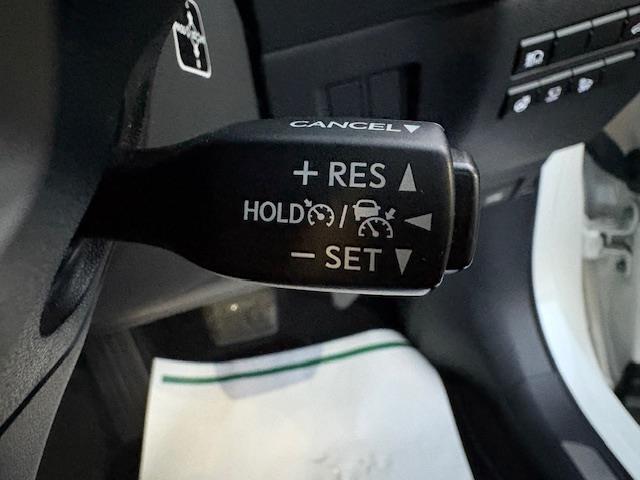 CANCEL▼
+ RES ▲
HOLD / ◄
− SET ▼